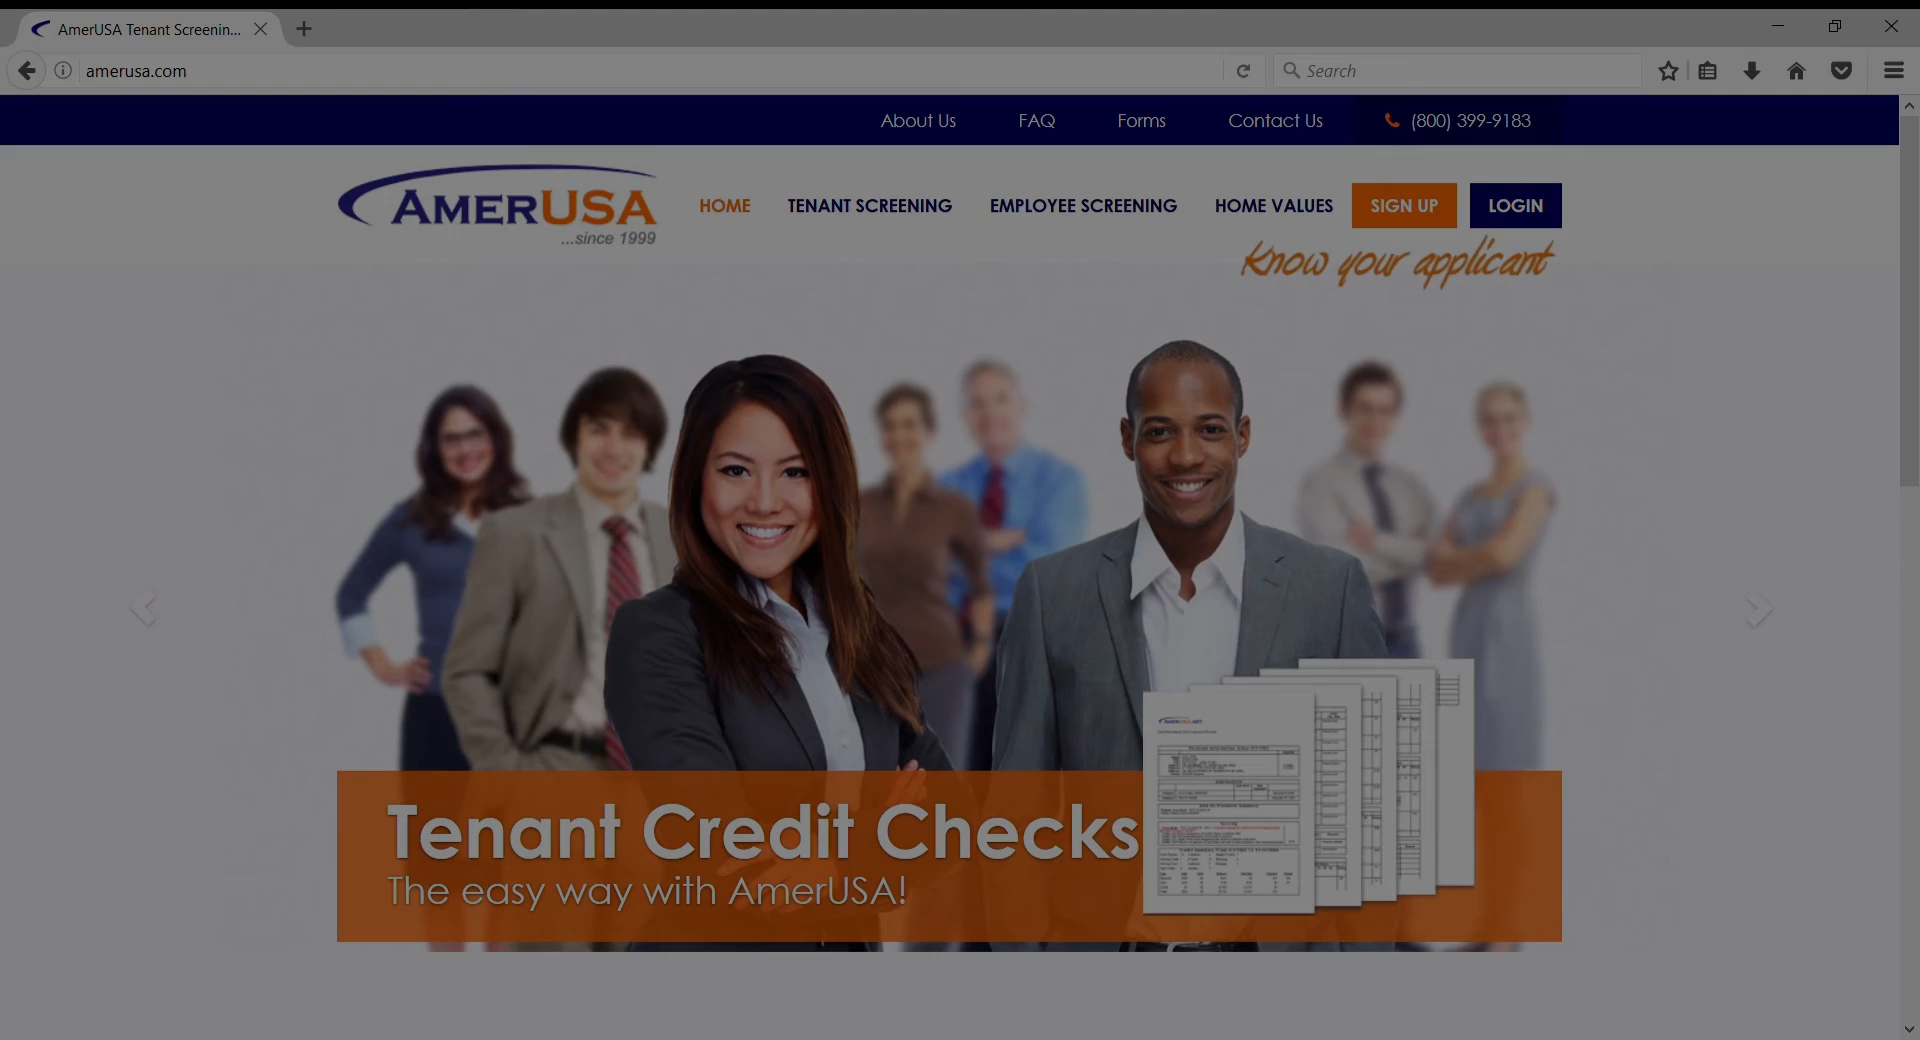 AmerUSA Tenant Screenin...
amerusa.com
Search
About Us FAQ Forms Contact Us (800) 399-9183
AMERUSA
...since 1999
HOME TENANT SCREENING EMPLOYEE SCREENING HOME VALUES SIGN UP LOGIN
Know your applicant
Tenant Credit Checks
The easy way with AmerUSA!